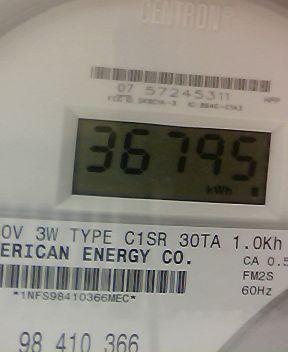 CENTRON®
07 57245311
36795
kWh
0V 3W TYPE C1SR 30TA 1.0Kh
ERICAN ENERGY CO.
CA 0.5
FM2S
*1NFS98410366MEC*
60Hz
98 410 366